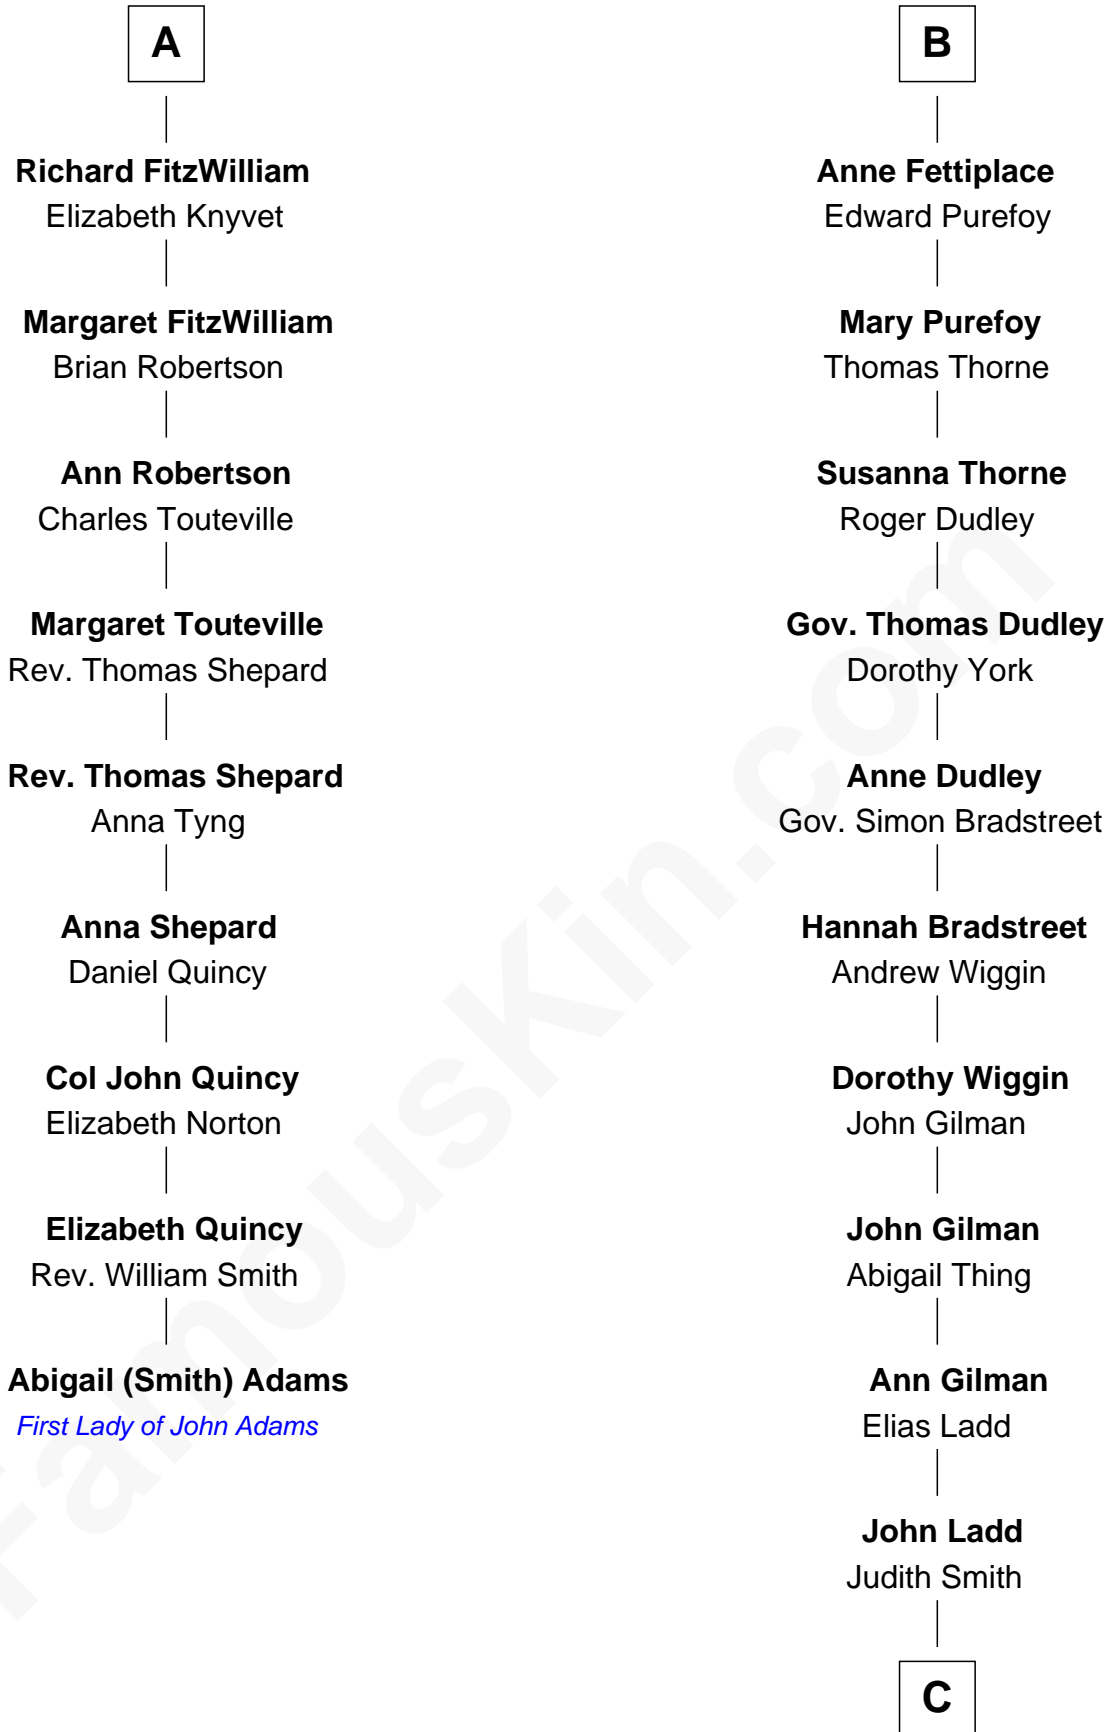 A
Richard FitzWilliam
Elizabeth Knyvet
Margaret FitzWilliam
Brian Robertson
Ann Robertson
Charles Touteville
Margaret Touteville
Rev. Thomas Shepard
Rev. Thomas Shepard
Anna Tyng
Anna Shepard
Daniel Quincy
Col John Quincy
Elizabeth Norton
Elizabeth Quincy
Rev. William Smith
Abigail (Smith) Adams
First Lady of John Adams
B
Anne Fettiplace
Edward Purefoy
Mary Purefoy
Thomas Thorne
Susanna Thorne
Roger Dudley
Gov. Thomas Dudley
Dorothy York
Anne Dudley
Gov. Simon Bradstreet
Hannah Bradstreet
Andrew Wiggin
Dorothy Wiggin
John Gilman
John Gilman
Abigail Thing
Ann Gilman
Elias Ladd
John Ladd
Judith Smith
C
FamousKin.com